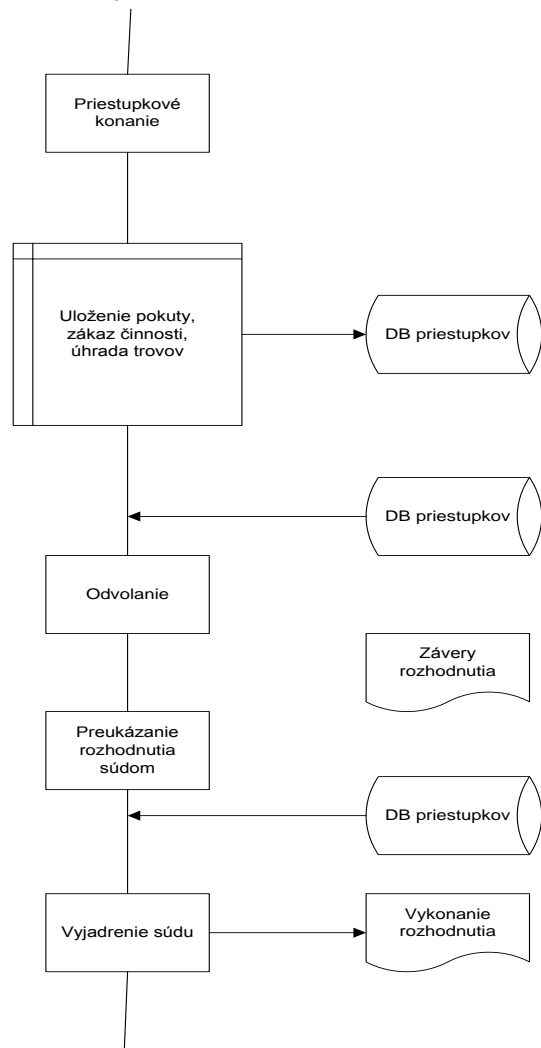 Priestupkové
konanie
Uloženie pokuty,
zákaz činnosti,
úhrada trovov
DB priestupkov
DB priestupkov
Odvolanie
Závery
rozhodnutia
Preukázanie
rozhodnutia
súdom
DB priestupkov
Vyjadrenie súdu
Vykonanie
rozhodnutia